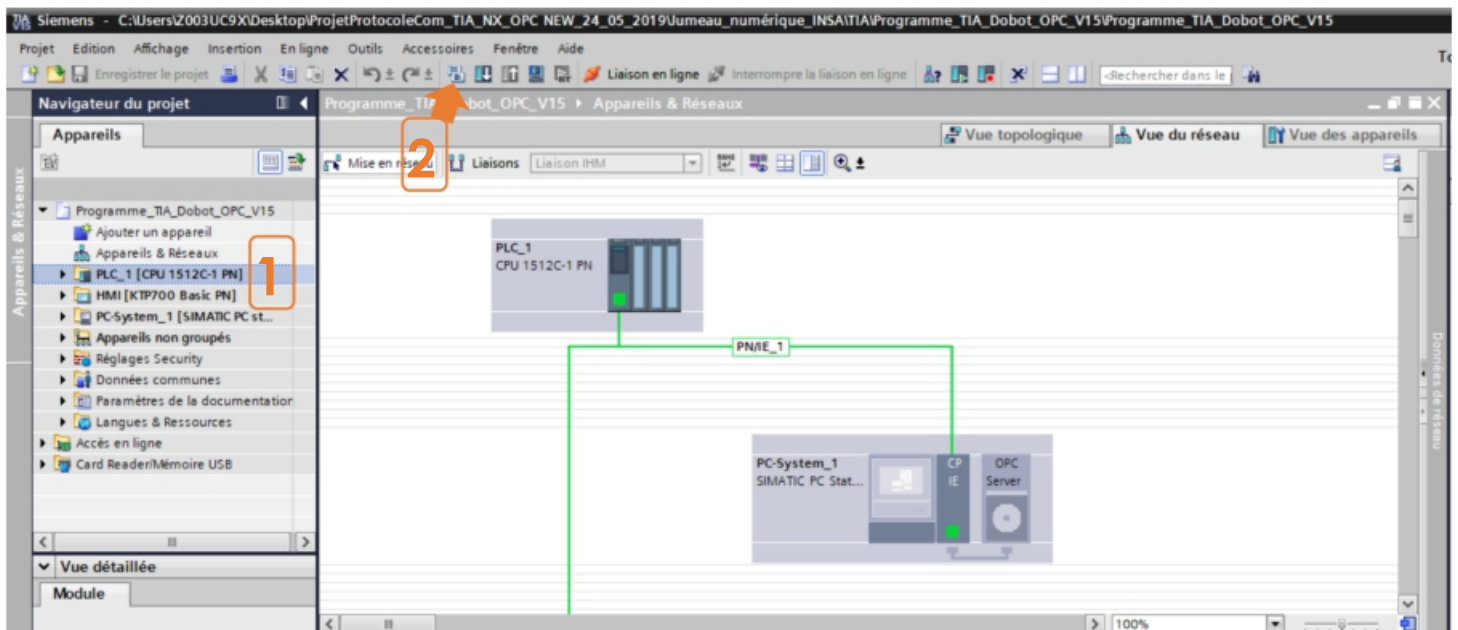 Siemens - C:\Users\Z003UC9X\Desktop\ProjetProtocoleCom_TIA_NX_OPC NEW_24_05_2019\Jumeau_numérique_INSA\TIA\Programme_TIA_Dobot_OPC_V15\Programme_TIA_Dobot_OPC_V15
Projet Edition Affichage Insertion En ligne Outils Accessoires Fenêtre Aide
Enregistrer le projet Liaison en ligne Interrompre la liaison en ligne <Rechercher dans le
Navigateur du projet
Programme_TIA_Dobot_OPC_V15 Appareils & Réseaux
Appareils
Vue topologique Vue du réseau Vue des appareils
2
Mise en réseau Liaisons Liaison IHM
Appareils & Réseaux
Programme_TIA_Dobot_OPC_V15
Ajouter un appareil
Appareils & Réseaux
PLC_1 [CPU 1512C-1 PN]
1
HMI [KTP700 Basic PN]
PC-System_1 [SIMATIC PC st...
Appareils non groupés
Réglages Security
Données communes
Paramètres de la documentation
Langues & Ressources
Accès en ligne
Card Reader/Mémoire USB
Vue détaillée
Module
PLC_1
CPU 1512C-1 PN
PN/IE_1
PC-System_1
SIMATIC PC Stat...
CP
IE
OPC
Server
Données de réseau
100%